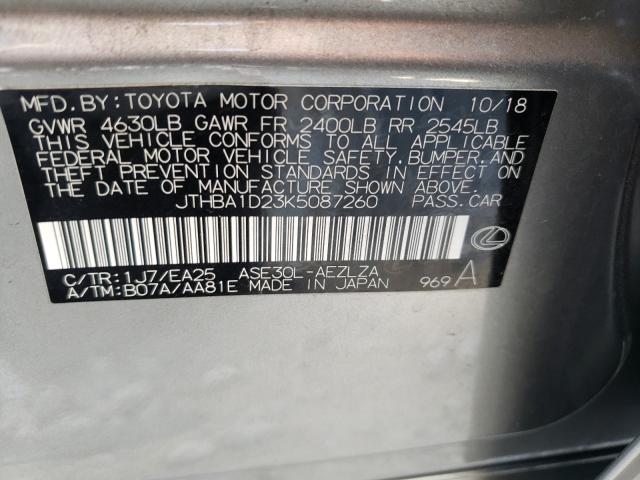 MFD. BY: TOYOTA MOTOR CORPORATION 10/18
GVWR 4630LB GAWR FR 2400LB RR 2545LB
THIS VEHICLE CONFORMS TO ALL APPLICABLE
FEDERAL MOTOR VEHICLE SAFETY, BUMPER, AND
THEFT PREVENTION STANDARDS IN EFFECT ON
THE DATE OF MANUFACTURE SHOWN ABOVE.
JTHBA1D23K5087260 PASS. CAR
C/TR: 1J7/EA25 ASE30L-AEZLZA
A/TM: B07A/AA81E MADE IN JAPAN 969 A